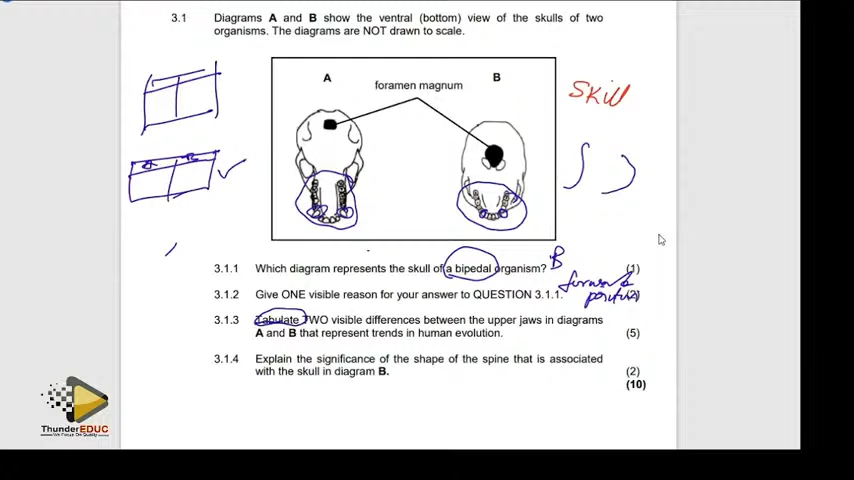 3.1 Diagrams A and B show the ventral (bottom) view of the skulls of two
organisms. The diagrams are NOT drawn to scale.
A B
foramen magnum
Skill
A B
3.1.1 Which diagram represents the skull of a bipedal organism? B (1)
3.1.2 Give ONE visible reason for your answer to QUESTION 3.1.1. (2)
3.1.3 Tabulate TWO visible differences between the upper jaws in diagrams
A and B that represent trends in human evolution. (5)
3.1.4 Explain the significance of the shape of the spine that is associated
with the skull in diagram B. (2)
(10)
ThunderEDUC
We Focus On Quality